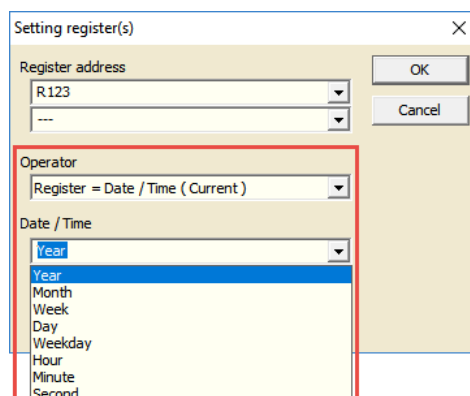 Setting register(s)
Register address
OK
R123
---
Cancel
Operator
Register = Date / Time ( Current )
Date / Time
Year
Year
Month
Week
Day
Weekday
Hour
Minute
Second